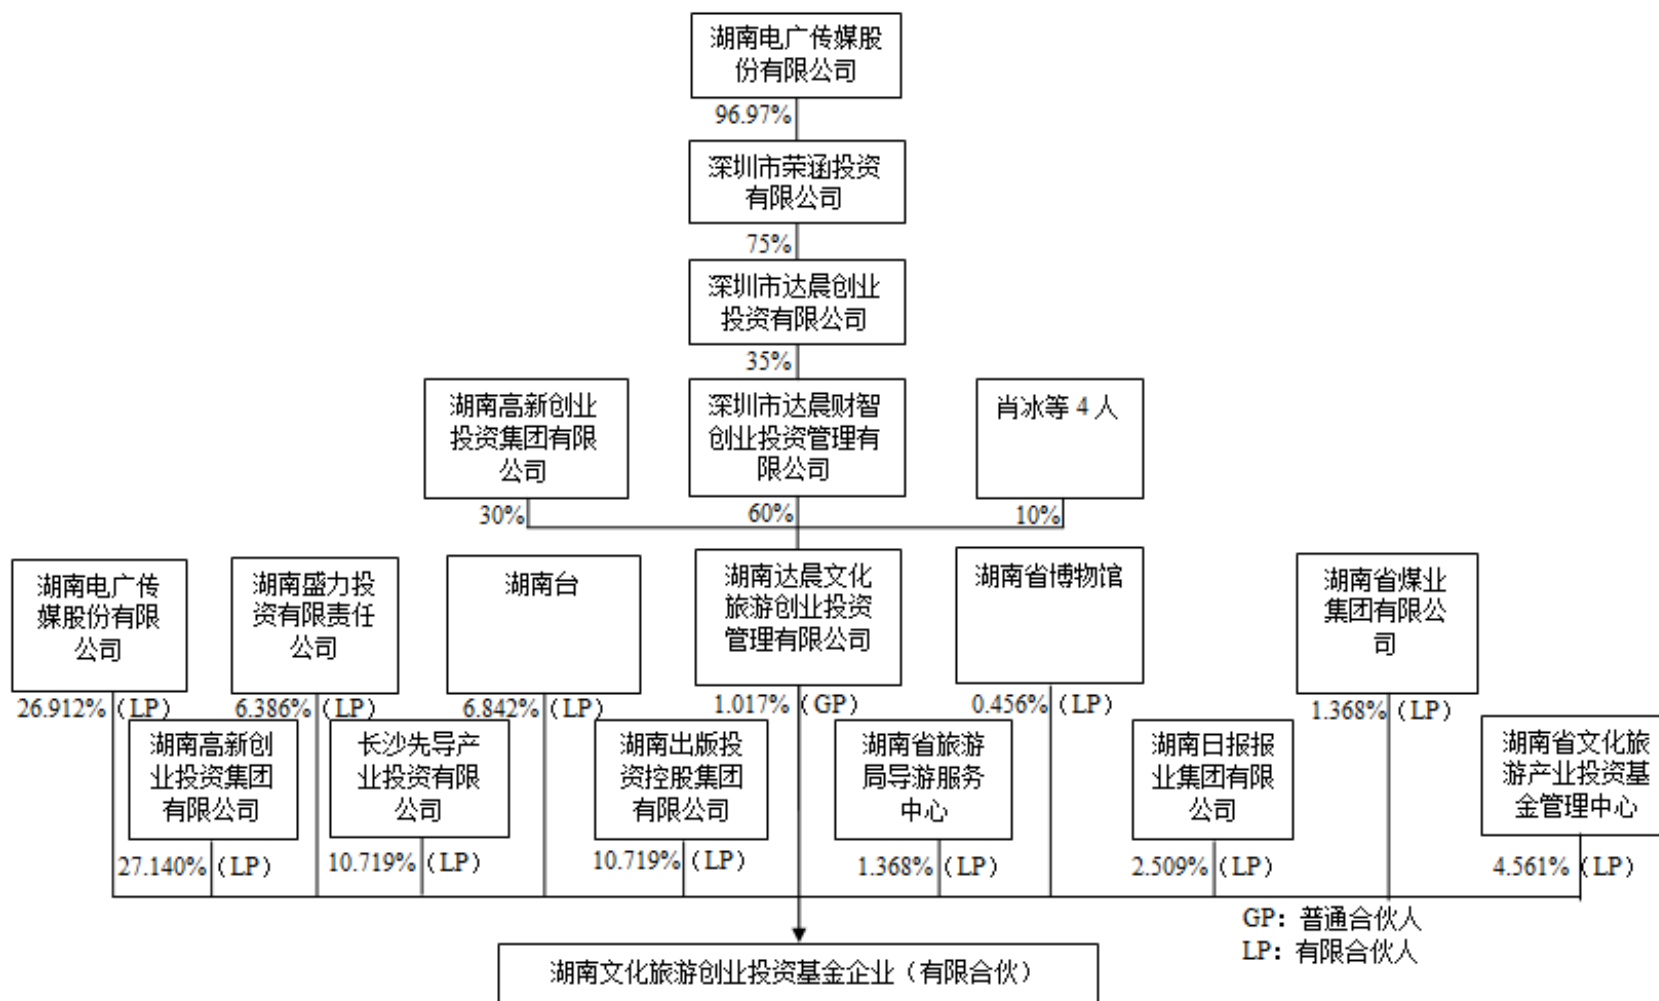 湖南电广传媒股
份有限公司
96.97%
深圳市荣涵投资
有限公司
75%
深圳市达晨创业
投资有限公司
35%
湖南高新创业
投资集团有限
公司
深圳市达晨财智
创业投资管理有
限公司
肖冰等 4 人
30%
60%
10%
湖南电广传
媒股份有限
公司
湖南盛力投
资有限责任
公司
湖南台
湖南达晨文化
旅游创业投资
管理有限公司
湖南省博物馆
湖南省煤业
集团有限公
司
26.912%（LP）
6.386%（LP）
6.842%（LP）
1.017%（GP）
0.456%（LP）
1.368%（LP）
湖南高新创
业投资集团
有限公司
长沙先导产
业投资有限
公司
湖南出版投
资控股集团
有限公司
湖南省旅游
局导游服务
中心
湖南日报报
业集团有限
公司
湖南省文化旅
游产业投资基
金管理中心
27.140%（LP）
10.719%（LP）
10.719%（LP）
1.368%（LP）
2.509%（LP）
4.561%（LP）
GP：普通合伙人
LP：有限合伙人
湖南文化旅游创业投资基金企业（有限合伙）